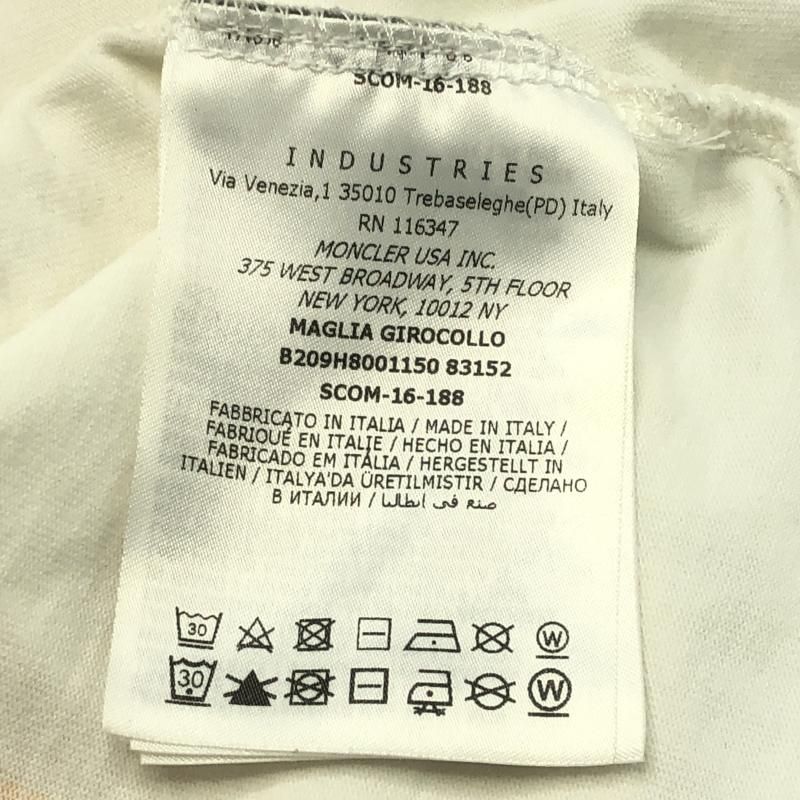 SCOM-16-188
INDUSTRIES
Via Venezia,1 35010 Trebaseleghe(PD) Italy
RN 116347
MONCLER USA INC.
375 WEST BROADWAY, 5TH FLOOR
NEW YORK, 10012 NY
MAGLIA GIROCOLLO
B209H8001150 83152
SCOM-16-188
FABBRICATO IN ITALIA / MADE IN ITALY /
FABRIQUÉ EN ITALIE / HECHO EN ITALIA /
FABRICADO EM ITÁLIA / HERGESTELLT IN
ITALIEN / ITALYA'DA ÜRETILMISTIR / СДЕЛАНО
В ИТАЛИИ / صنع في ايطاليا
30 W
30 W